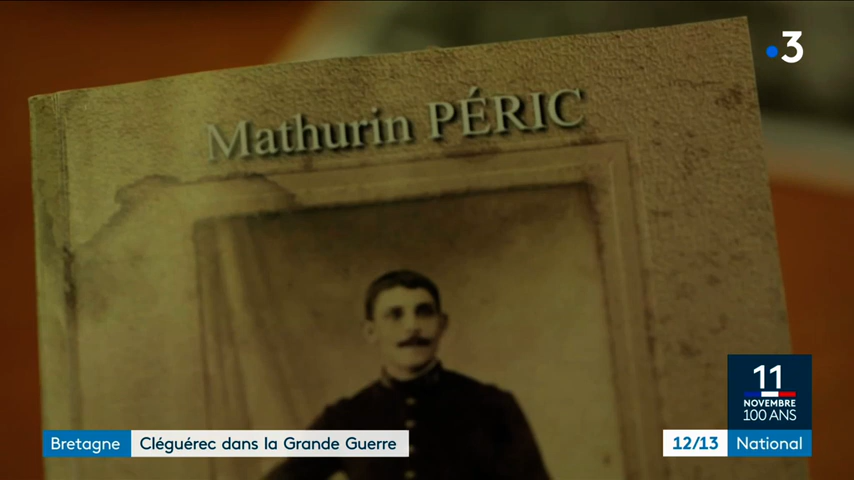 3
Mathurin PÉRIC
11
NOVEMBRE
100 ANS
Bretagne Cléguérec dans la Grande Guerre
12/13 National